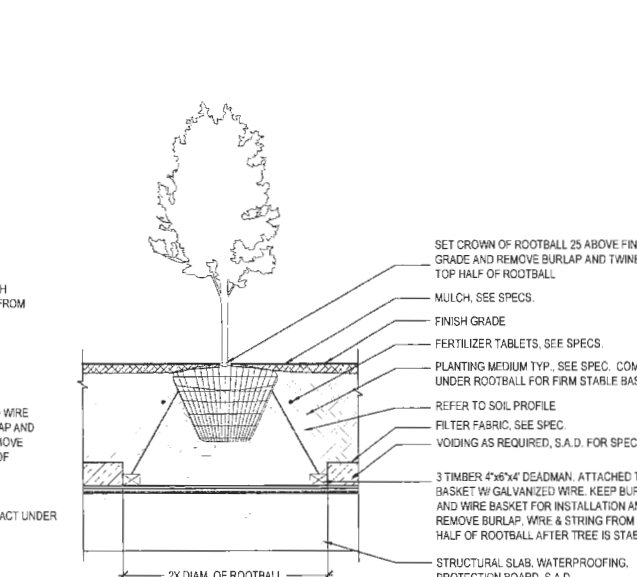 H
FROM
WIRE
AP AND
MOVE
OF
ACT UNDER
SET CROWN OF ROOTBALL 25 ABOVE FIN
GRADE AND REMOVE BURLAP AND TWINE
TOP HALF OF ROOTBALL
MULCH, SEE SPECS.
FINISH GRADE
FERTILIZER TABLETS, SEE SPECS.
PLANTING MEDIUM TYP., SEE SPEC. COM
UNDER ROOTBALL FOR FIRM STABLE BAS
REFER TO SOIL PROFILE
FILTER FABRIC, SEE SPEC.
VOIDING AS REQUIRED, S.A.D. FOR SPEC
3 TIMBER 4"x6"x4' DEADMAN. ATTACHED T
BASKET W/ GALVANIZED WIRE. KEEP BUR
AND WIRE BASKET FOR INSTALLATION AN
REMOVE BURLAP, WIRE & STRING FROM
HALF OF ROOTBALL AFTER TREE IS STAB
STRUCTURAL SLAB, WATERPROOFING,
PROTECTION BOARD, S.A.D.
2X DIAM. OF ROOTBALL